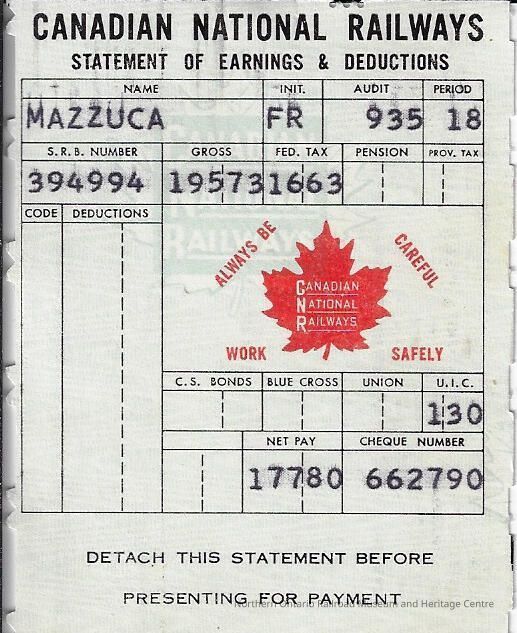 CANADIAN NATIONAL RAILWAYS
STATEMENT OF EARNINGS & DEDUCTIONS
NAME INIT. AUDIT PERIOD
MAZZUCA FR 935 18
S.R.B. NUMBER GROSS FED. TAX PENSION PROV. TAX
394994 19573 1663
CODE DEDUCTIONS
ALWAYS BE CAREFUL
CANADIAN
NATIONAL
RAILWAYS
WORK SAFELY
C.S. BONDS BLUE CROSS UNION U.I.C.
130
NET PAY CHEQUE NUMBER
17780 662790
DETACH THIS STATEMENT BEFORE
PRESENTING FOR PAYMENT
Northern Ontario Railroad Museum and Heritage Centre